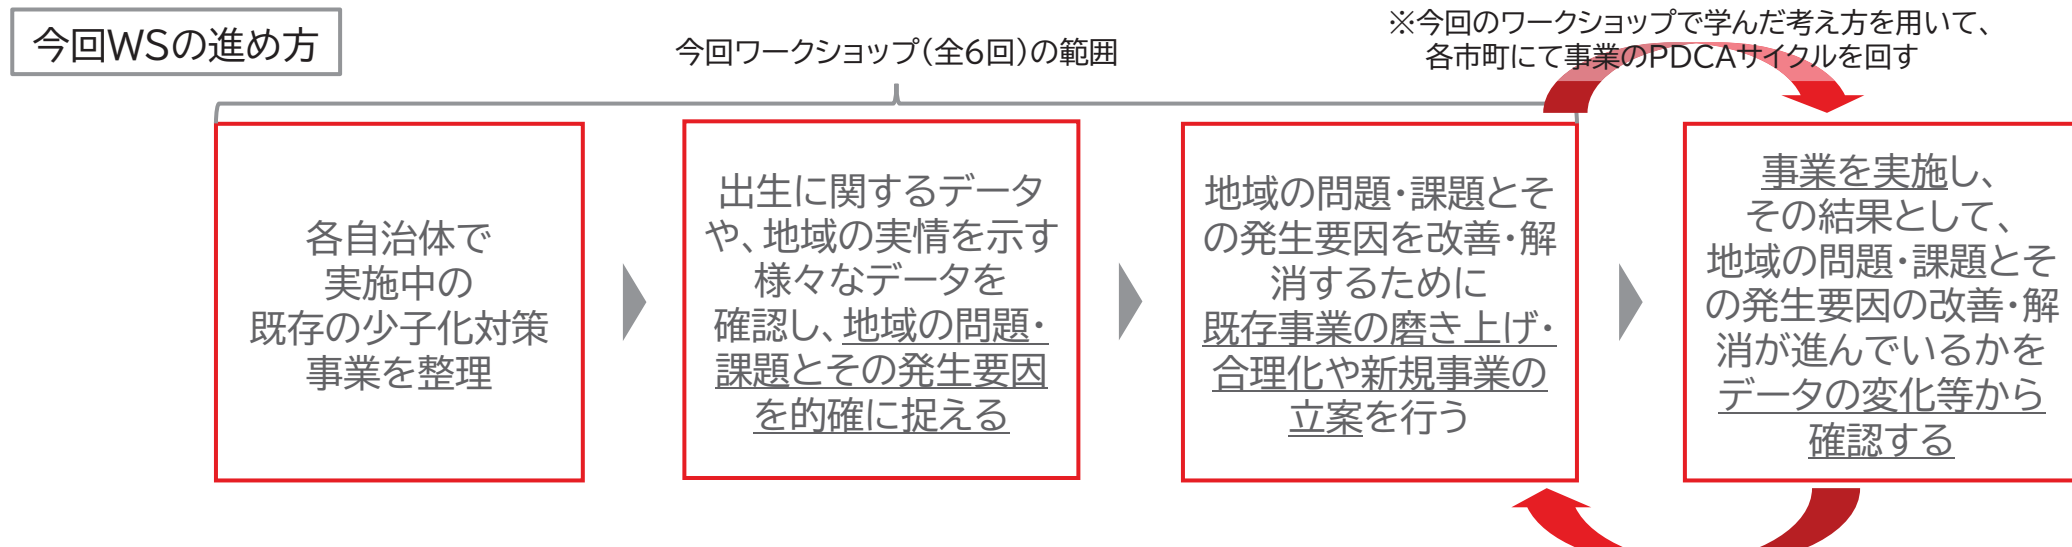 今回WSの進め方
今回ワークショップ(全6回)の範囲
※今回のワークショップで学んだ考え方を用いて、
各市町にて事業のPDCAサイクルを回す
各自治体で
実施中の
既存の少子化対策
事業を整理
出生に関するデータ
や、地域の実情を示す
様々なデータを
確認し、地域の問題・
課題とその発生要因
を的確に捉える
地域の問題・課題とそ
の発生要因を改善・解
消するために
既存事業の磨き上げ・
合理化や新規事業の
立案を行う
事業を実施し、
その結果として、
地域の問題・課題とそ
の発生要因の改善・解
消が進んでいるかを
データの変化等から
確認する